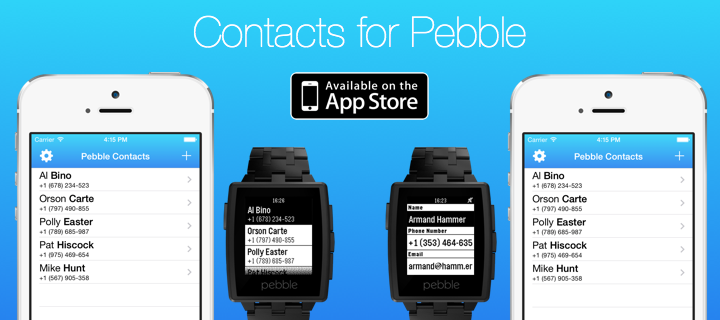 Contacts for Pebble
Available on the
App Store
Carrier 4:15 PM
Pebble Contacts +
Al Bino
+1 (678) 234-523
Orson Carte
+1 (797) 490-855
Polly Easter
+1 (789) 685-987
Pat Hiscock
+1 (975) 469-654
Mike Hunt
+1 (567) 905-358
16:26
Al Bino
+1 (678) 234-523
Orson Carte
+1 (797) 490-855
Polly Easter
+1 (789) 685-987
Pat Hiscock
pebble
16:23
Name
Armand Hammer
Phone Number
+1 (353) 464-635
Email
armand@hamm.er
pebble
Carrier 4:15 PM
Pebble Contacts +
Al Bino
+1 (678) 234-523
Orson Carte
+1 (797) 490-855
Polly Easter
+1 (789) 685-987
Pat Hiscock
+1 (975) 469-654
Mike Hunt
+1 (567) 905-358